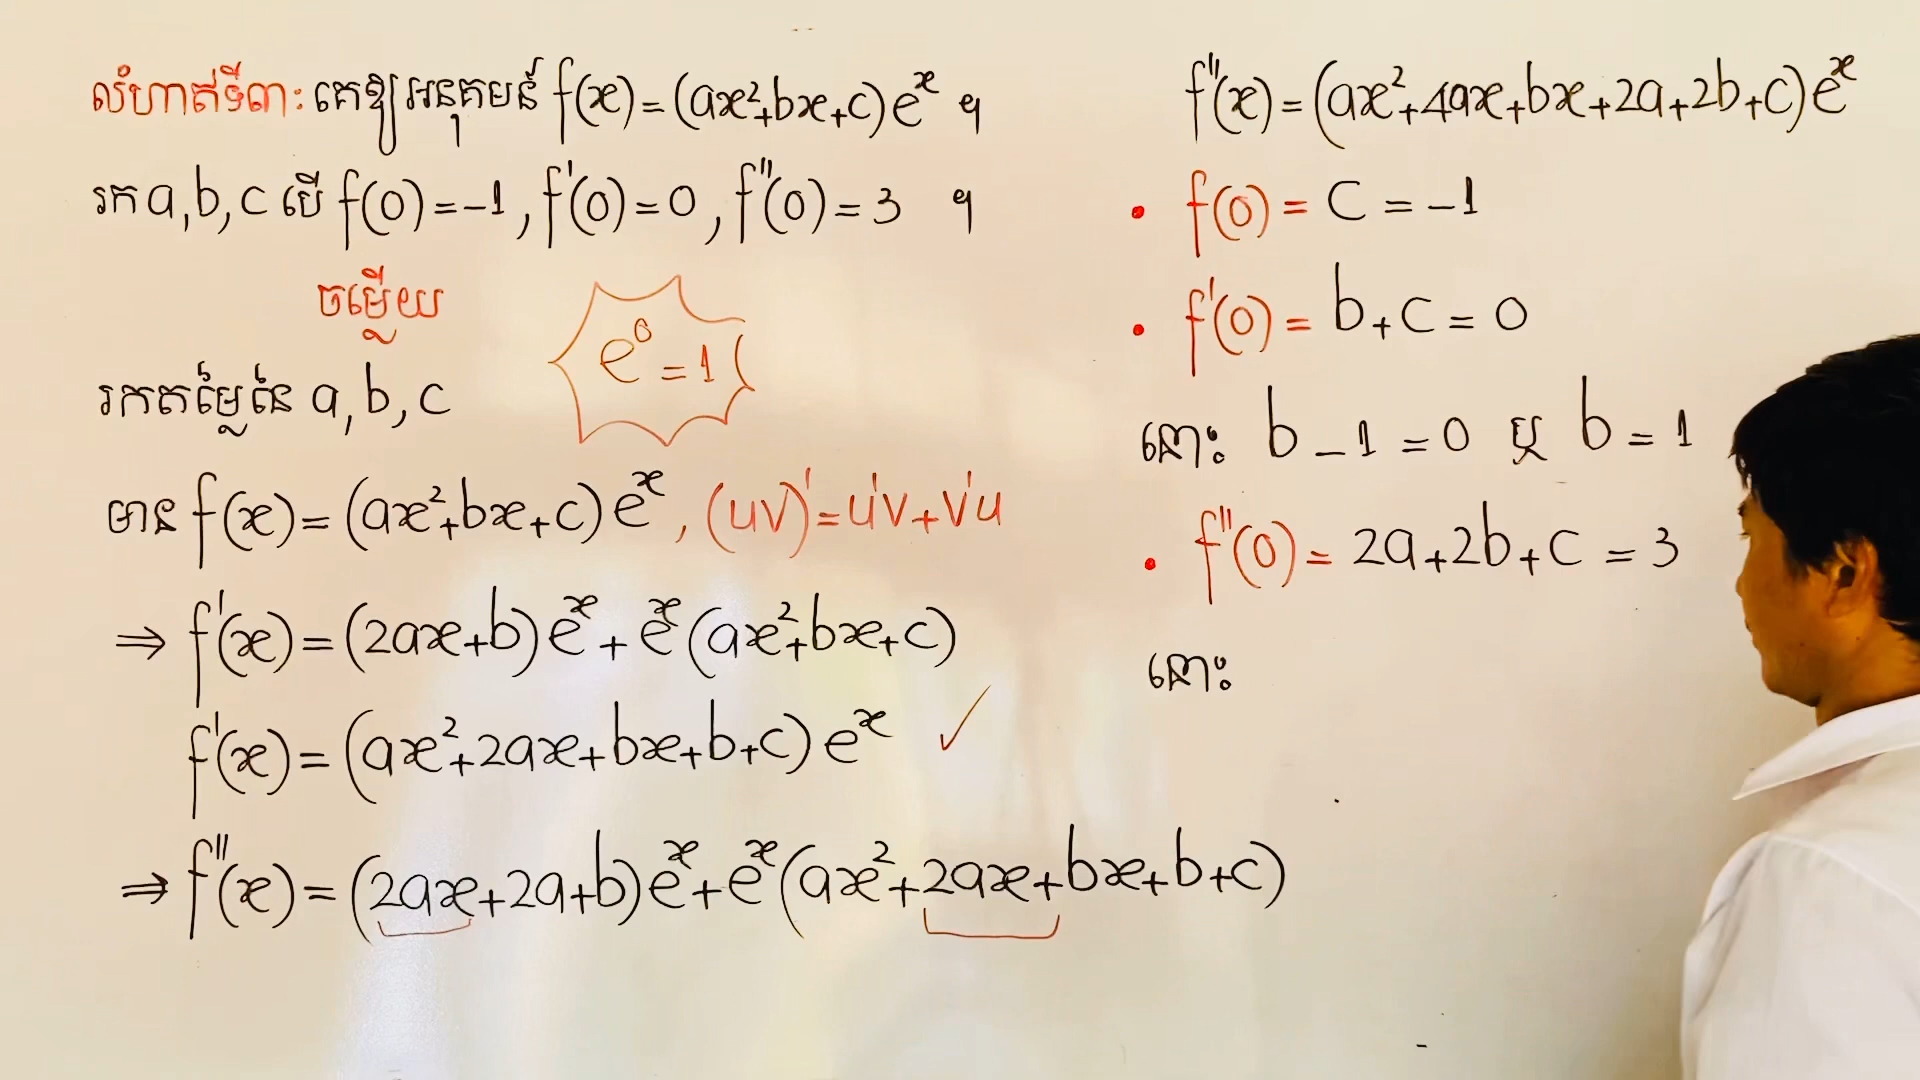 លំហាត់ទី៣: គេឱ្យអនុគមន៍ f(x) = (ax²+bx+c)eˣ ។
រក a, b, c បើ f(0) = -1, f'(0) = 0, f''(0) = 3 ។
ចម្លើយ
e⁰ = 1
រកតម្លៃនៃ a, b, c
មាន f(x) = (ax²+bx+c)eˣ, (uv)' = u'v+v'u
⇒ f'(x) = (2ax+b)eˣ + eˣ(ax²+bx+c)
f'(x) = (ax²+2ax+bx+b+c)eˣ ✓
⇒ f''(x) = (2ax+2a+b)eˣ + eˣ(ax²+2ax+bx+b+c)
f''(x) = (ax²+4ax+bx+2a+2b+c)eˣ
• f(0) = c = -1
• f'(0) = b+c = 0
នោះ b-1 = 0 ឬ b = 1
• f''(0) = 2a+2b+c = 3
នោះ